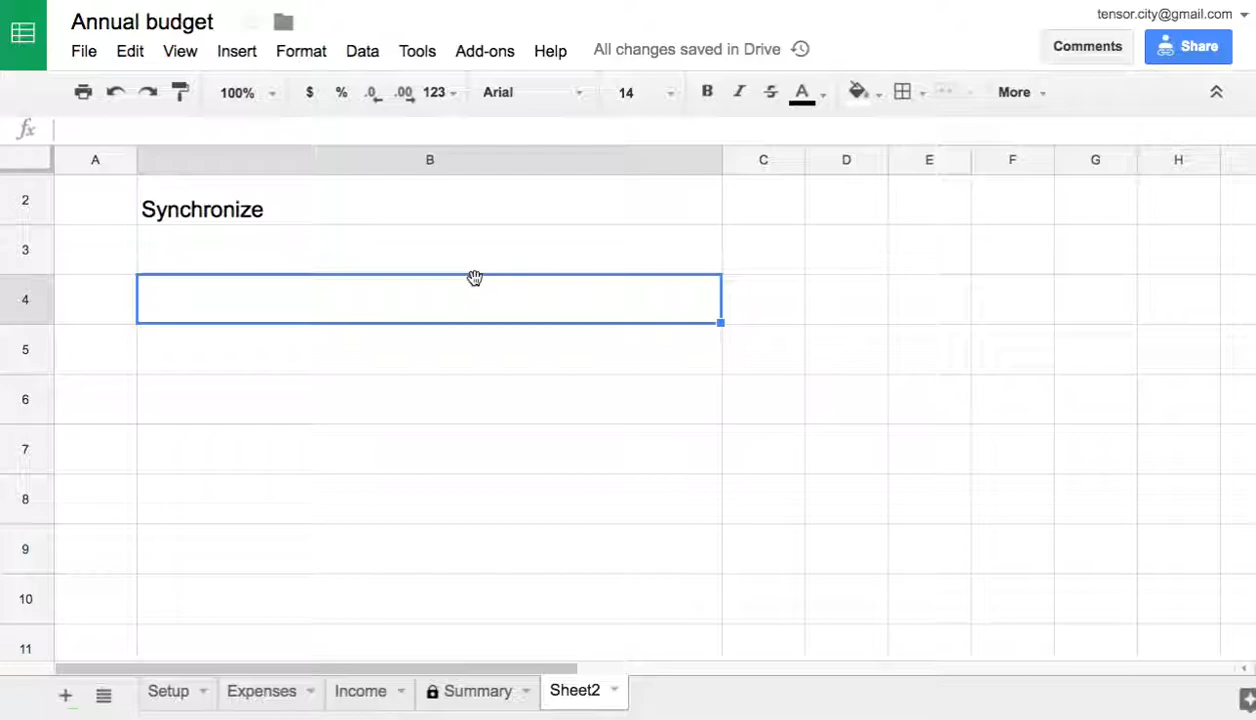 Annual budget
tensor.city@gmail.com
File Edit View Insert Format Data Tools Add-ons Help All changes saved in Drive
Comments Share
100% $ % .0 .00 123 Arial 14 B I S A More
fx
A B C D E F G H
2 Synchronize
3
4
5
6
7
8
9
10
11
+ Setup Expenses Income Summary Sheet2